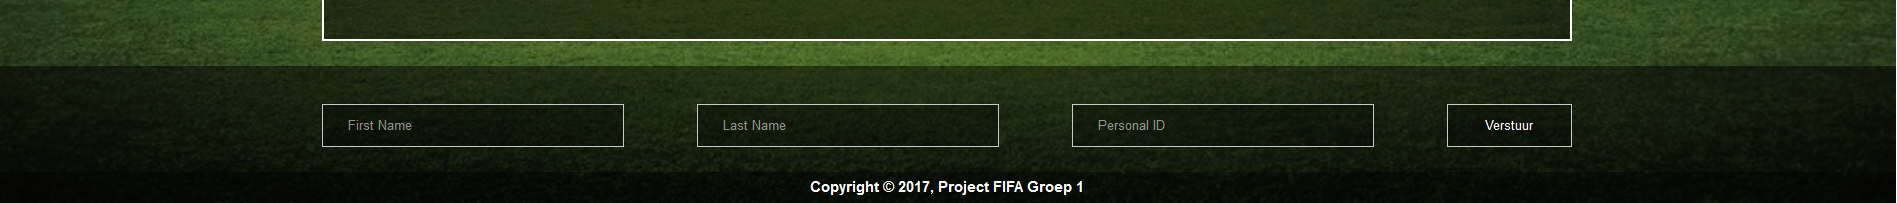 First Name Last Name Personal ID Verstuur
Copyright © 2017, Project FIFA Groep 1